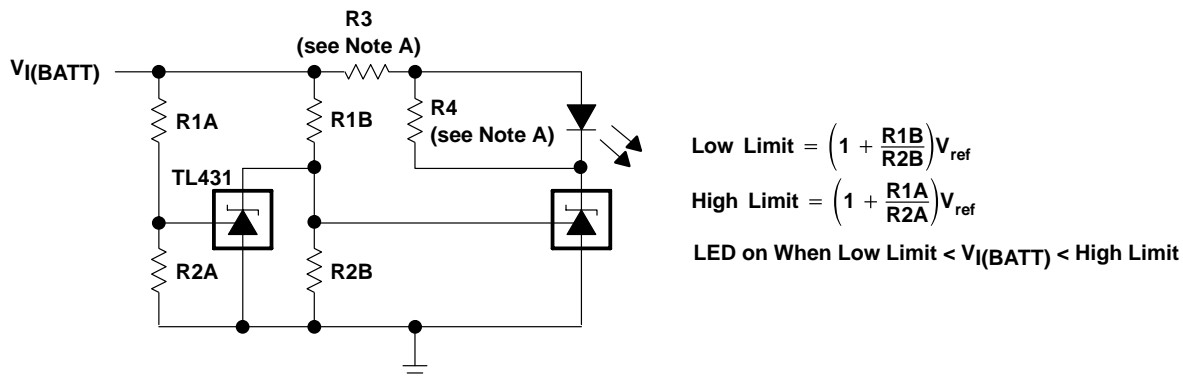 R3
(see Note A)
VI(BATT)
R1A
R1B
R4
(see Note A)
TL431
R2A
R2B
Low Limit = (1 + R1B/R2B)Vref
High Limit = (1 + R1A/R2A)Vref
LED on When Low Limit < VI(BATT) < High Limit